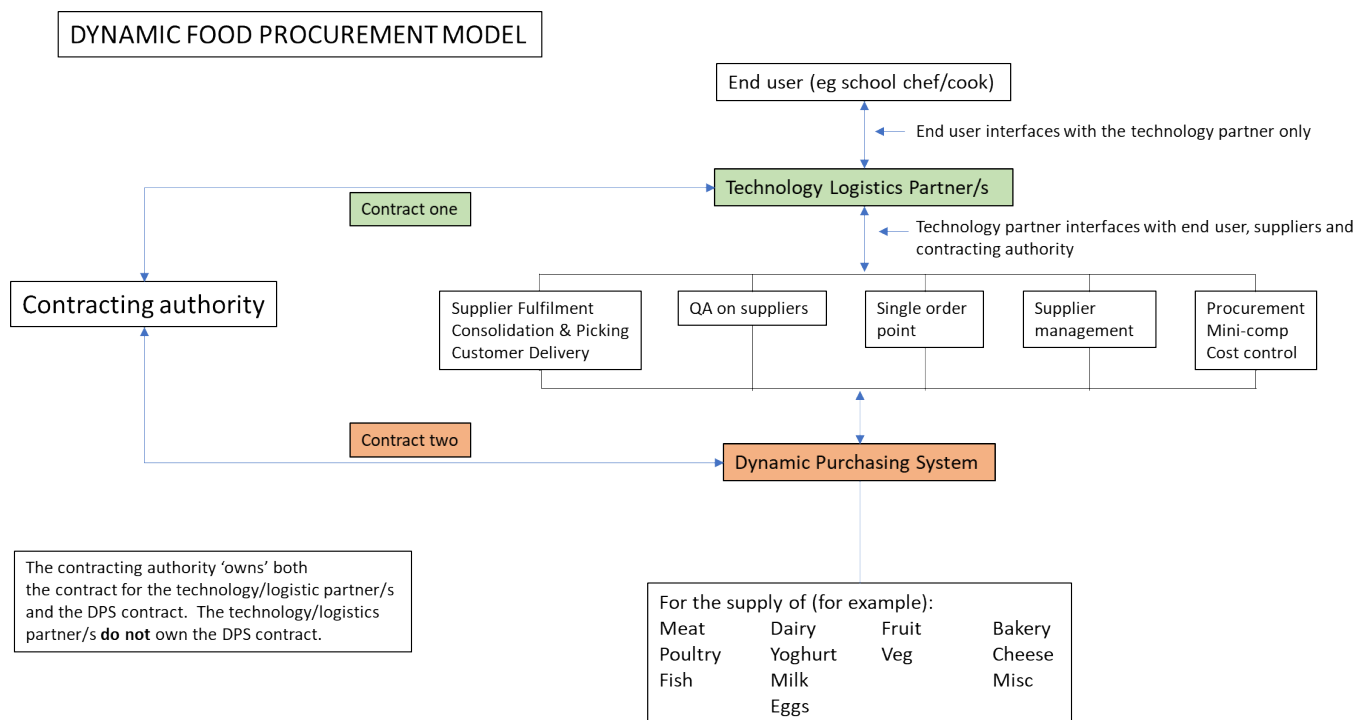 DYNAMIC FOOD PROCUREMENT MODEL
End user (eg school chef/cook)
End user interfaces with the technology partner only
Technology Logistics Partner/s
Contract one
Technology partner interfaces with end user, suppliers and
contracting authority
Contracting authority
Supplier Fulfilment
Consolidation & Picking
Customer Delivery
QA on suppliers
Single order
point
Supplier
management
Procurement
Mini-comp
Cost control
Contract two
Dynamic Purchasing System
The contracting authority ‘owns’ both
the contract for the technology/logistic partner/s
and the DPS contract. The technology/logistics
partner/s do not own the DPS contract.
For the supply of (for example):
Meat Dairy Fruit Bakery
Poultry Yoghurt Veg Cheese
Fish Milk Misc
Eggs